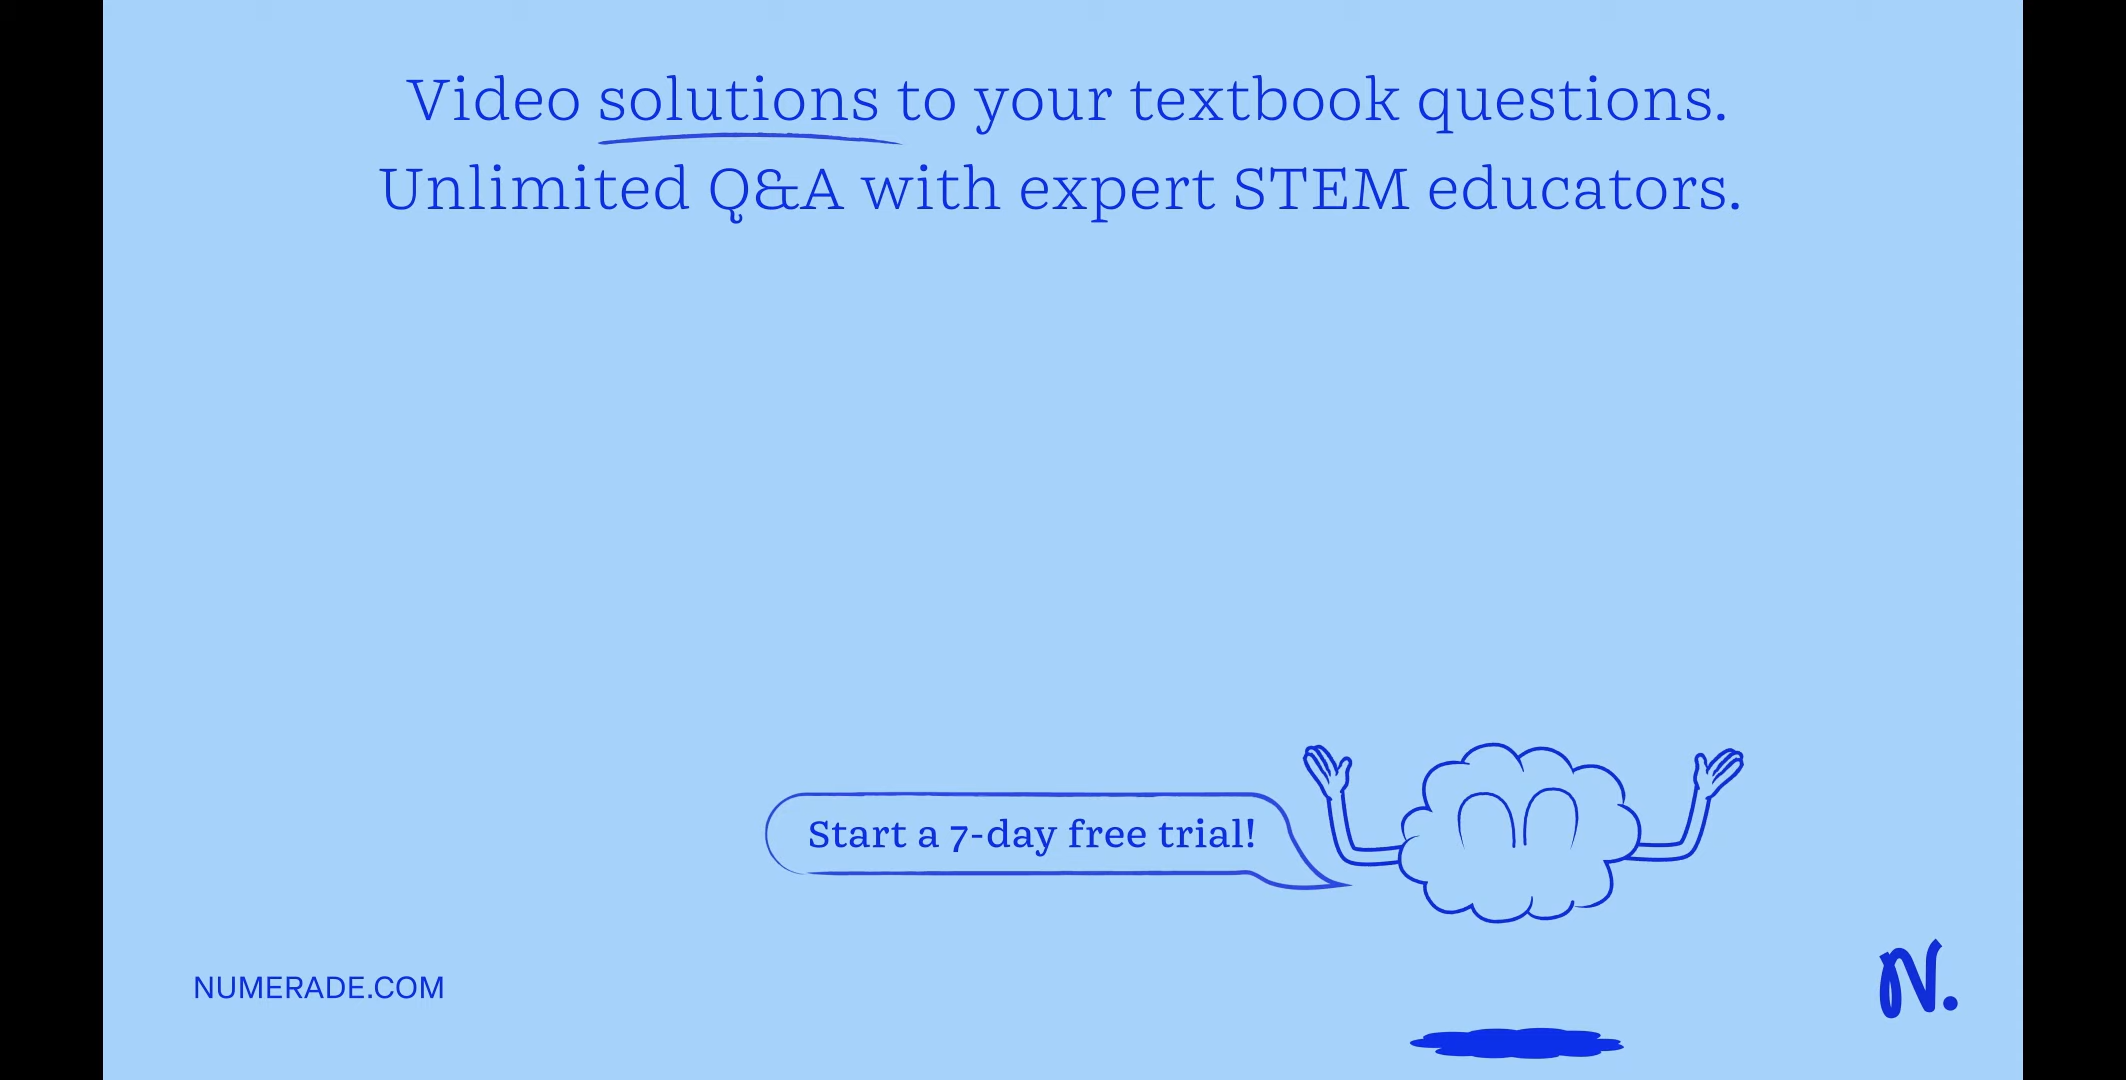 Video solutions to your textbook questions.
Unlimited Q&A with expert STEM educators.
Start a 7-day free trial!
NUMERADE.COM
N.